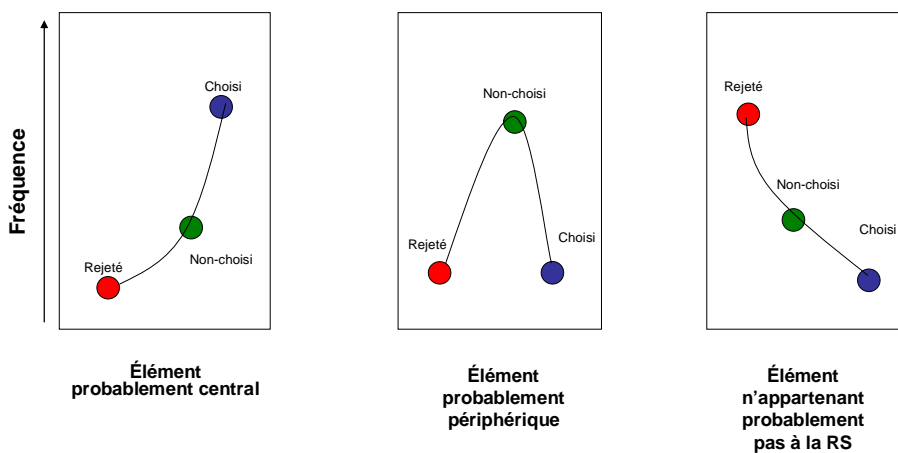 Fréquence
Choisi
Non-choisi
Rejeté
Élément
probablement central
Non-choisi
Rejeté
Choisi
Élément
probablement
périphérique
Rejeté
Non-choisi
Choisi
Élément
n'appartenant
probablement
pas à la RS